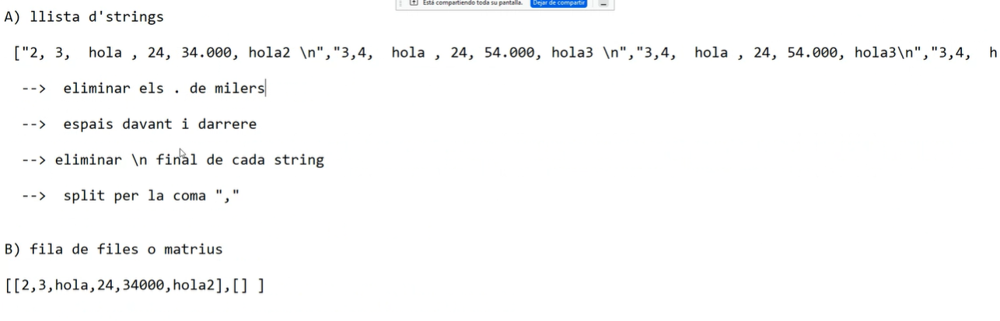 Está compartiendo toda su pantalla. Dejar de compartir
A) llista d'strings
["2, 3,  hola , 24, 34.000, hola2 \n","3,4,  hola , 24, 54.000, hola3 \n","3,4,  hola , 24, 54.000, hola3\n","3,4,  h
-->  eliminar els . de milers
-->  espais davant i darrere
--> eliminar \n final de cada string
-->  split per la coma ","
B) fila de files o matrius
[[2,3,hola,24,34000,hola2],[] ]